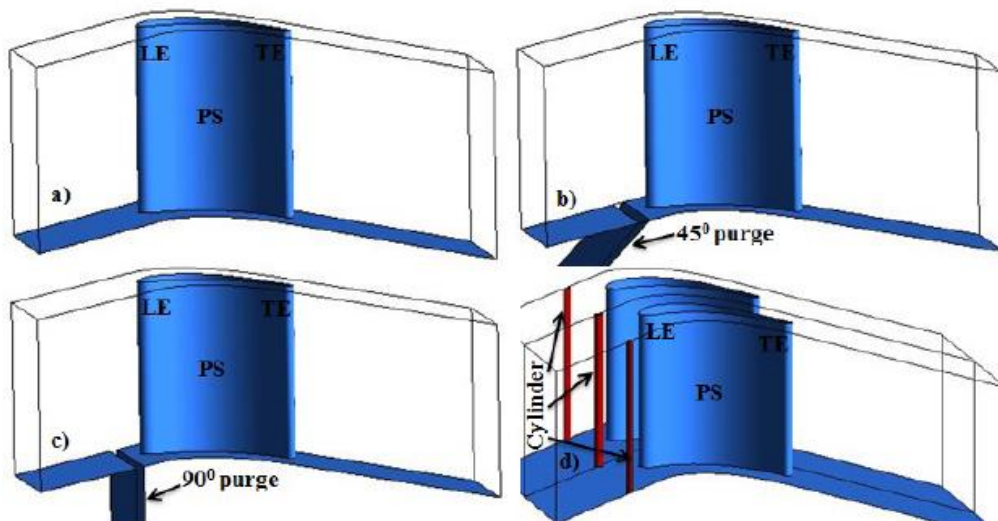 LE TE
PS
a)
LE TE
PS
b)
45⁰ purge
LE TE
PS
c)
90⁰ purge
LE TE
PS
Cylinder
d)